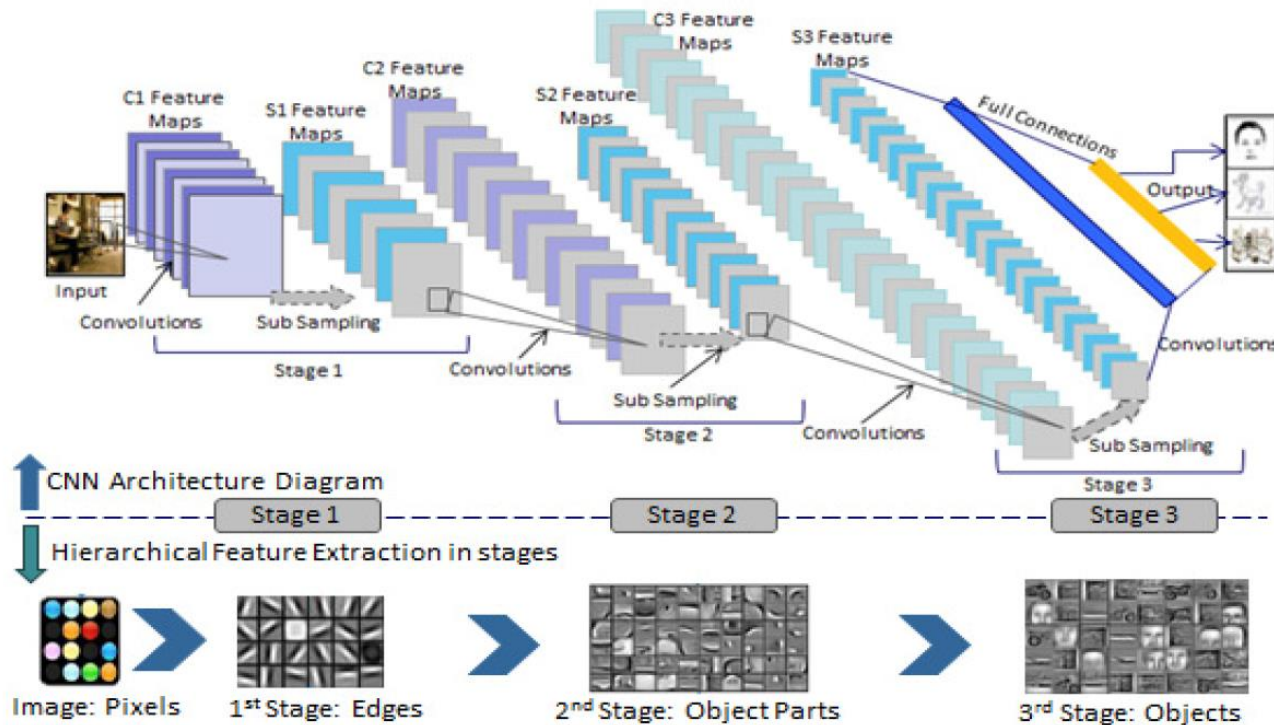 C1 Feature
Maps
S1 Feature
Maps
C2 Feature
Maps
S2 Feature
Maps
C3 Feature
Maps
S3 Feature
Maps
Full Connections
Output
Input
Convolutions
Sub Sampling
Stage 1
Convolutions
Sub Sampling
Stage 2
Convolutions
Sub Sampling
Convolutions
Stage 3
CNN Architecture Diagram
Stage 1
Stage 2
Stage 3
Hierarchical Feature Extraction in stages
Image: Pixels
1st Stage: Edges
2nd Stage: Object Parts
3rd Stage: Objects